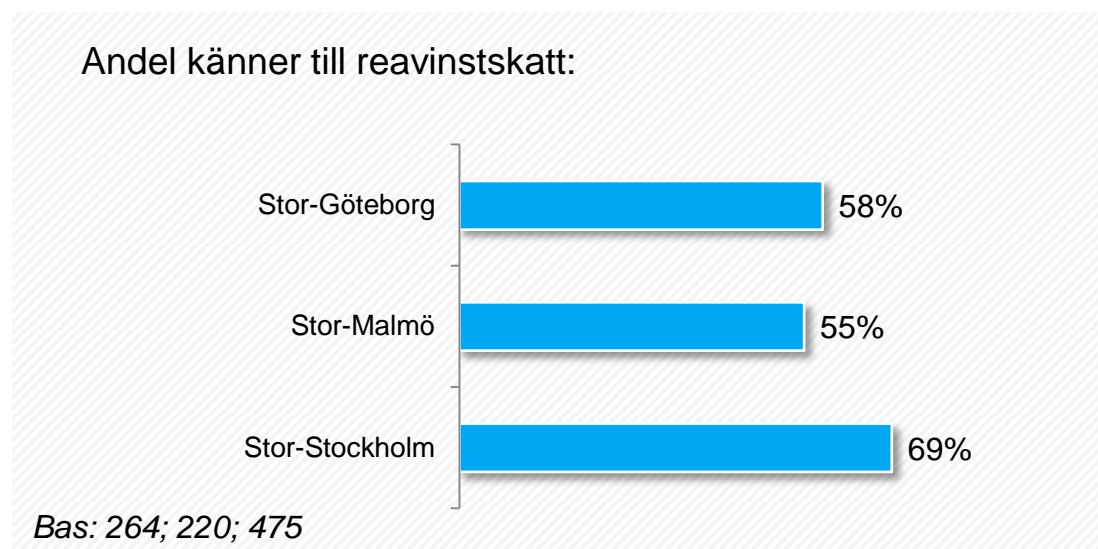 Andel känner till reavinstskatt:
Stor-Göteborg 58%
Stor-Malmö 55%
Stor-Stockholm 69%
Bas: 264; 220; 475